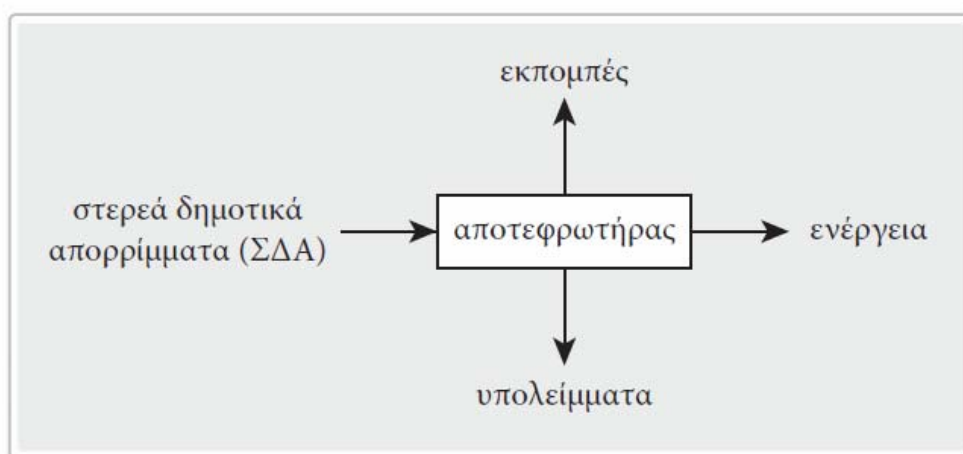 εκπομπές
στερεά δημοτικά
απορρίμματα (ΣΔΑ)
αποτεφρωτήρας
ενέργεια
υπολείμματα